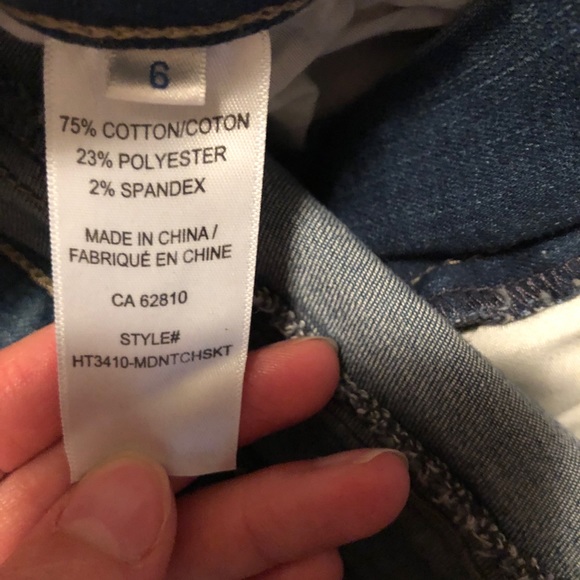 6
75% COTTON/COTON
23% POLYESTER
2% SPANDEX
MADE IN CHINA /
FABRIQUÉ EN CHINE
CA 62810
STYLE#
HT3410-MDNTCHSKT